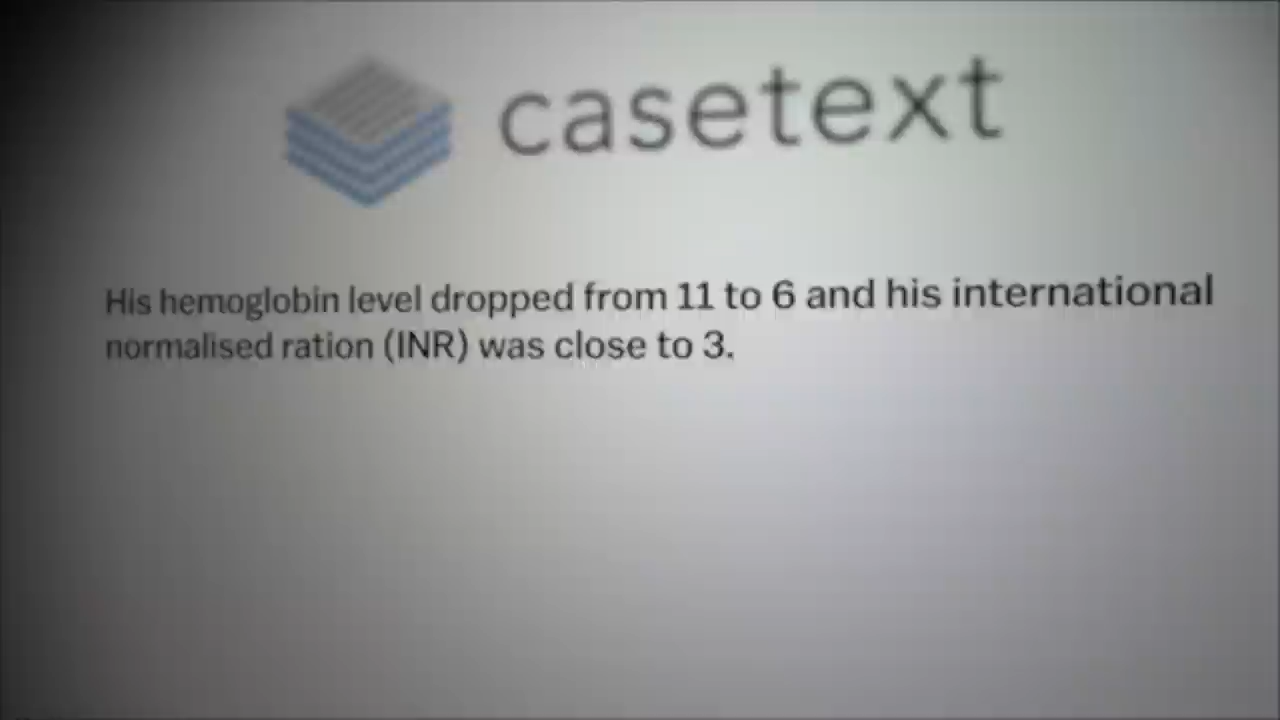 casetext
His hemoglobin level dropped from 11 to 6 and his international
normalised ration (INR) was close to 3.